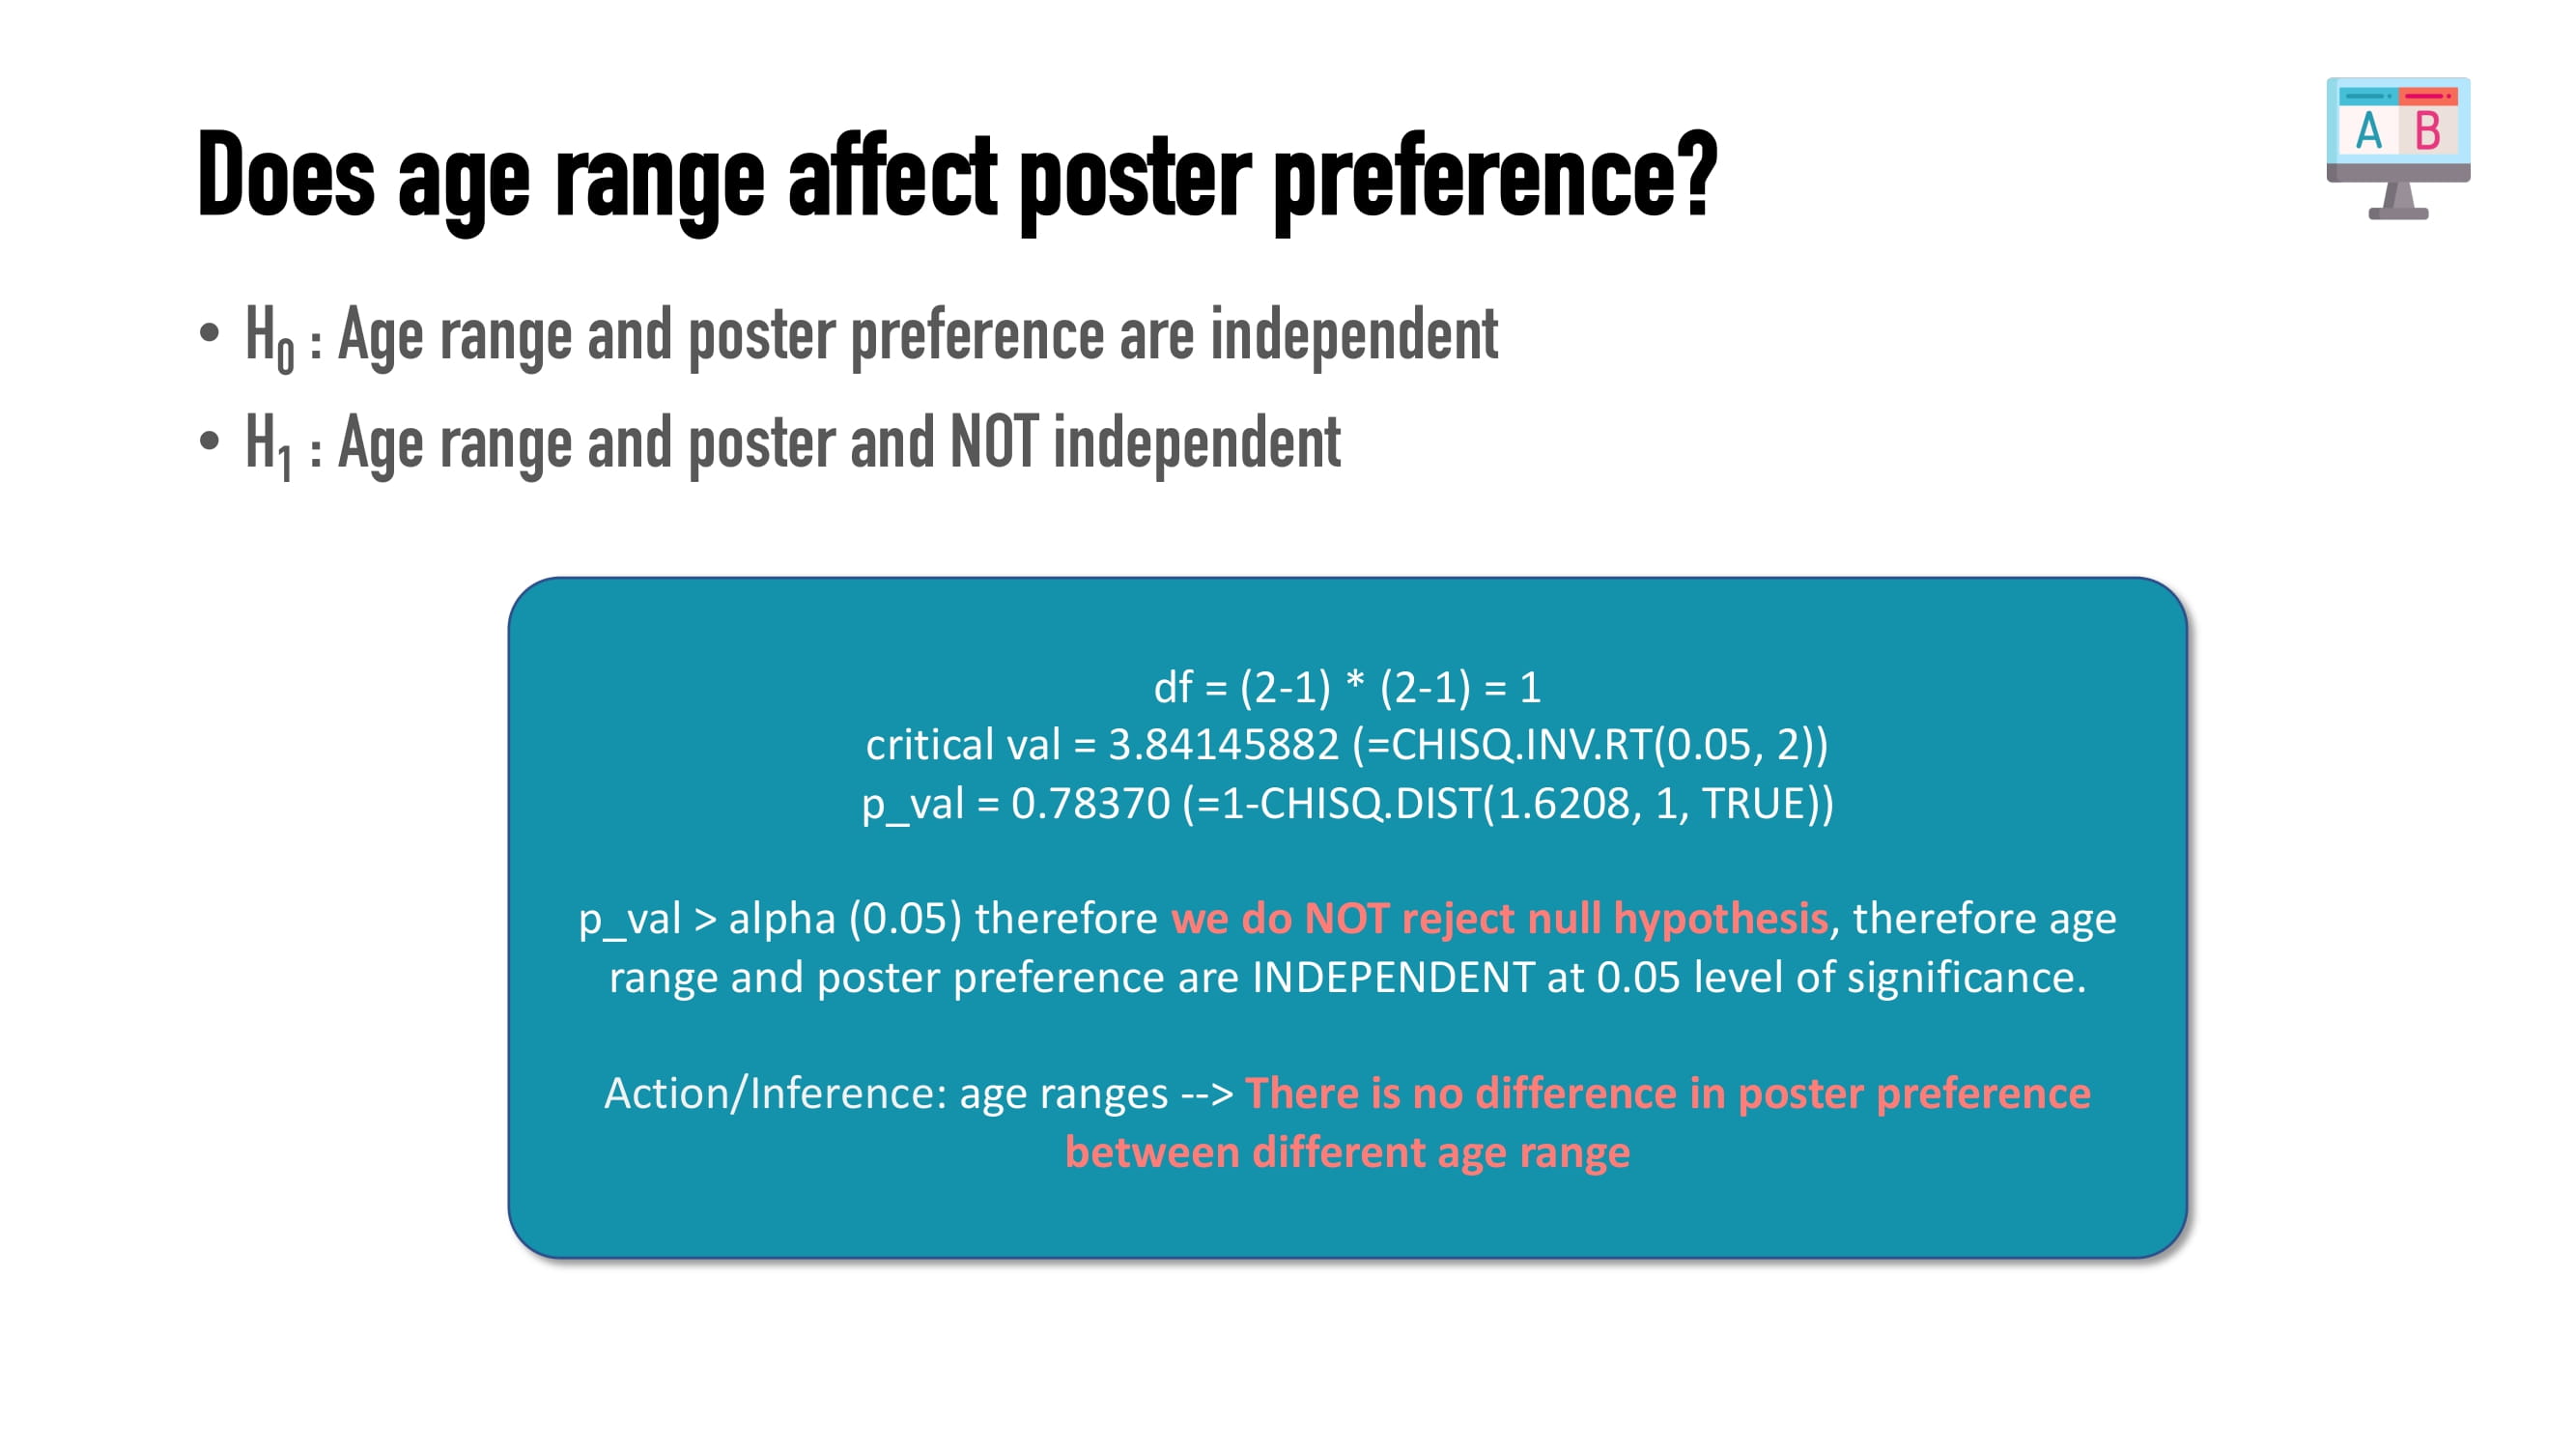 A B
Does age range affect poster preference?
• H0 : Age range and poster preference are independent
• H1 : Age range and poster and NOT independent
df = (2-1) * (2-1) = 1
critical val = 3.84145882 (=CHISQ.INV.RT(0.05, 2))
p_val = 0.78370 (=1-CHISQ.DIST(1.6208, 1, TRUE))
p_val > alpha (0.05) therefore we do NOT reject null hypothesis, therefore age
range and poster preference are INDEPENDENT at 0.05 level of significance.
Action/Inference: age ranges --> There is no difference in poster preference
between different age range